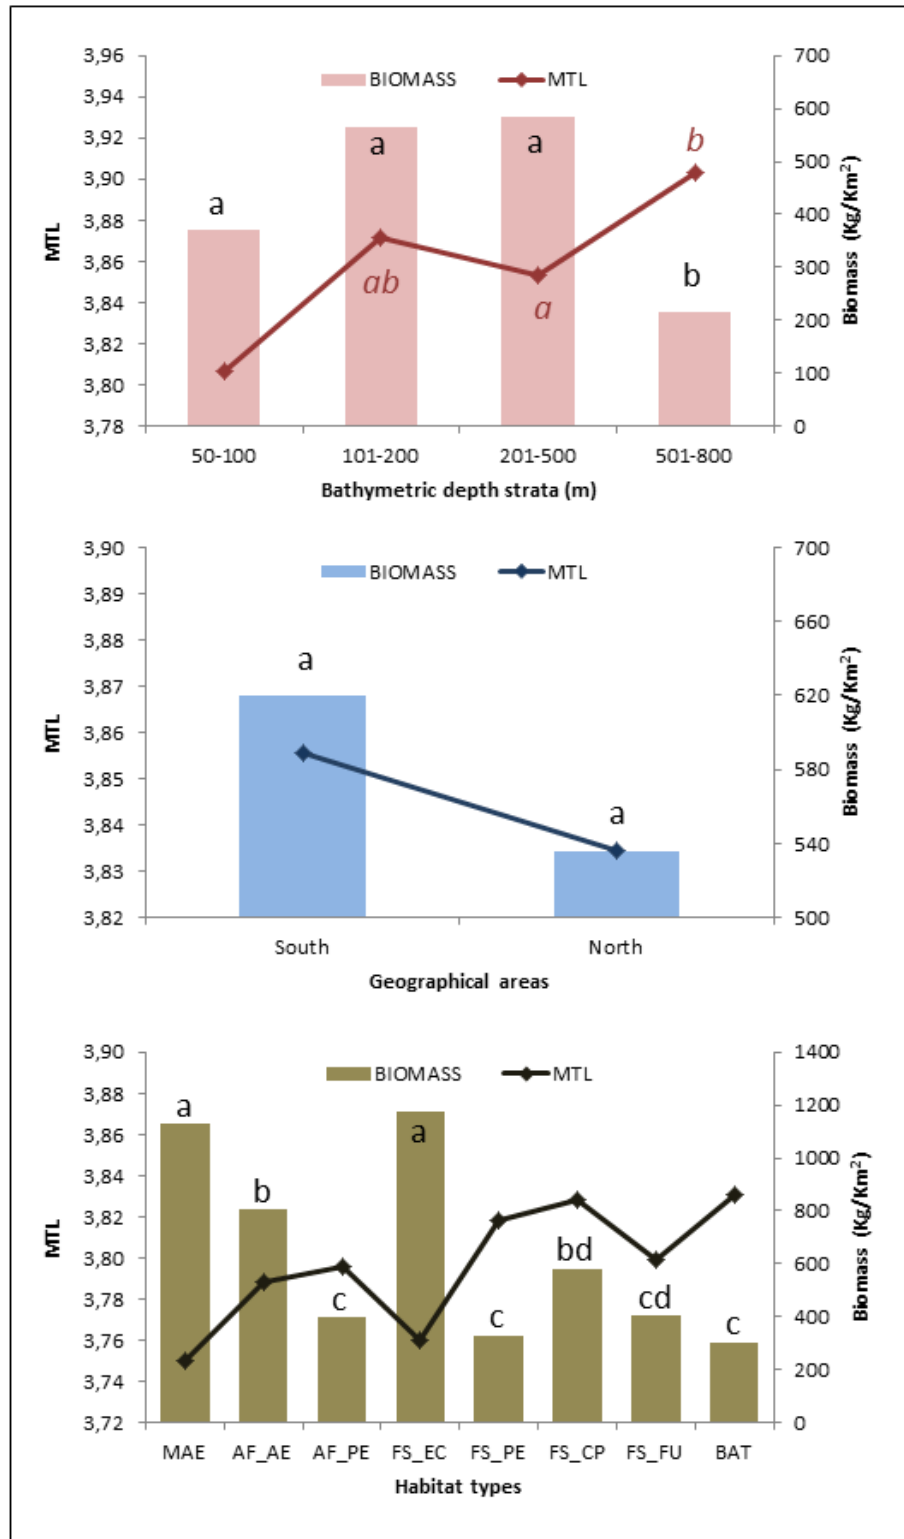 3,96
3,94
3,92
3,90
3,88
3,86
3,84
3,82
3,80
3,78
MTL
BIOMASS MTL
a
a
a
b
ab
a
b
700
600
500
400
300
200
100
0
Biomass (Kg/Km²)
50-100 101-200 201-500 501-800
Bathymetric depth strata (m)
3,90
3,89
3,88
3,87
3,86
3,85
3,84
3,83
3,82
MTL
BIOMASS MTL
a
a
700
660
620
580
540
500
Biomass (Kg/Km²)
South North
Geographical areas
3,90
3,88
3,86
3,84
3,82
3,80
3,78
3,76
3,74
3,72
MTL
BIOMASS MTL
a
b
c
a
c
bd
cd
c
1400
1200
1000
800
600
400
200
0
Biomass (Kg/Km²)
MAE AF_AE AF_PE FS_EC FS_PE FS_CP FS_FU BAT
Habitat types